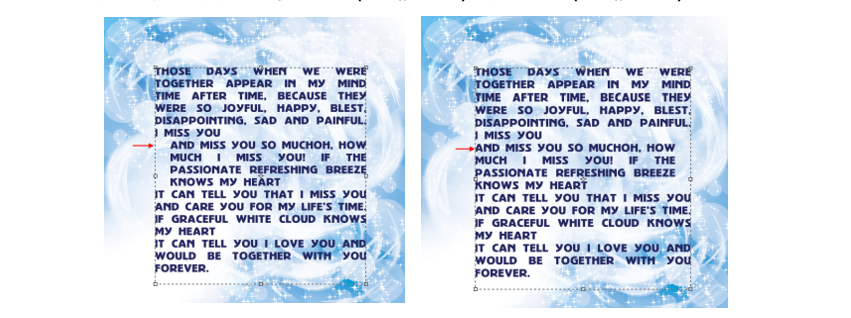 THOSE DAYS WHEN WE WERE
TOGETHER APPEAR IN MY MIND
TIME AFTER TIME, BECAUSE THEY
WERE SO JOYFUL, HAPPY, BLEST,
DISAPPOINTING, SAD AND PAINFUL.
I MISS YOU
AND MISS YOU SO MUCHOH, HOW
MUCH I MISS YOU! IF THE
PASSIONATE REFRESHING BREEZE
KNOWS MY HEART
IT CAN TELL YOU THAT I MISS YOU
AND CARE YOU FOR MY LIFE'S TIME.
IF GRACEFUL WHITE CLOUD KNOWS
MY HEART
IT CAN TELL YOU I LOVE YOU AND
WOULD BE TOGETHER WITH YOU
FOREVER.
THOSE DAYS WHEN WE WERE
TOGETHER APPEAR IN MY MIND
TIME AFTER TIME, BECAUSE THEY
WERE SO JOYFUL, HAPPY, BLEST,
DISAPPOINTING, SAD AND PAINFUL.
I MISS YOU
AND MISS YOU SO MUCHOH, HOW
MUCH I MISS YOU! IF THE
PASSIONATE REFRESHING BREEZE
KNOWS MY HEART
IT CAN TELL YOU THAT I MISS YOU
AND CARE YOU FOR MY LIFE'S TIME.
IF GRACEFUL WHITE CLOUD KNOWS
MY HEART
IT CAN TELL YOU I LOVE YOU AND
WOULD BE TOGETHER WITH YOU
FOREVER.